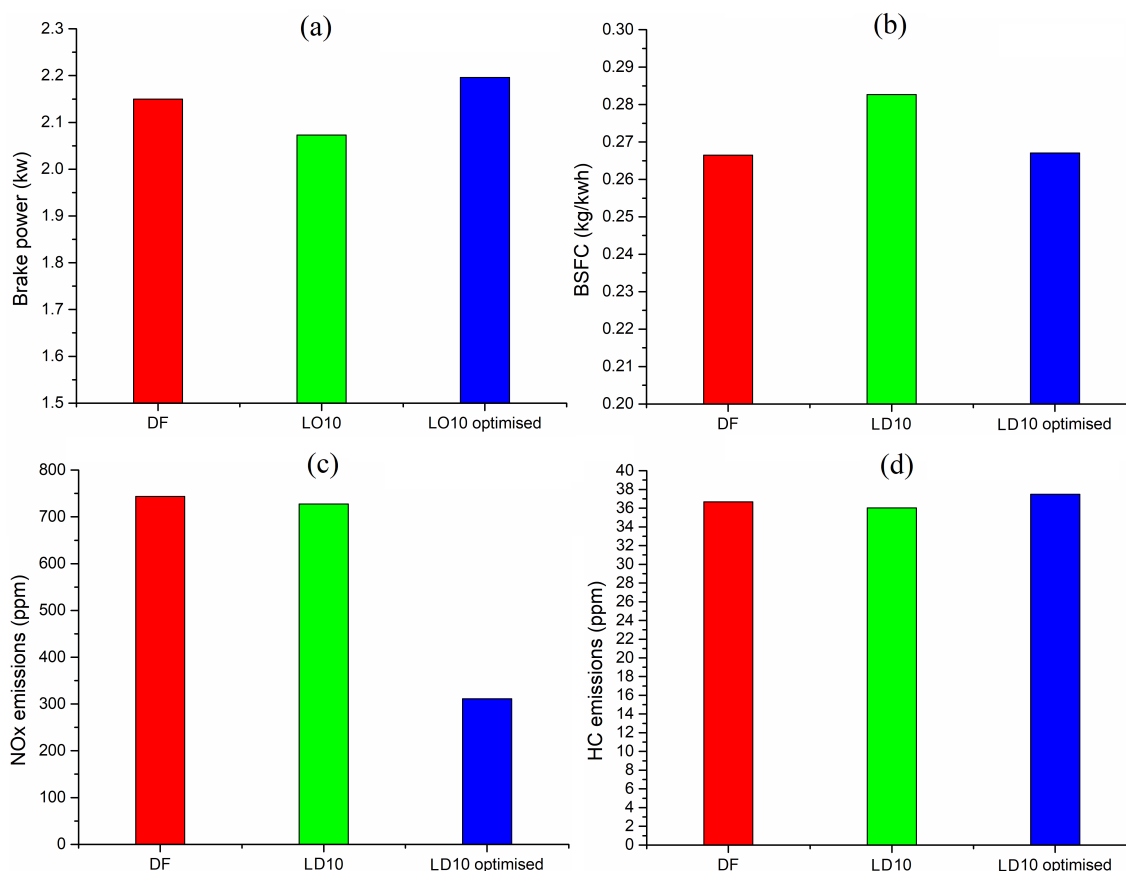 (a)
Brake power (kw)
2.3
2.2
2.1
2.0
1.9
1.8
1.7
1.6
1.5
DF
LO10
LO10 optimised
(b)
BSFC (kg/kwh)
0.30
0.29
0.28
0.27
0.26
0.25
0.24
0.23
0.22
0.21
0.20
DF
LD10
LD10 optimised
(c)
NOx emissions (ppm)
800
700
600
500
400
300
200
100
0
DF
LD10
LD10 optimised
(d)
HC emissions (ppm)
40
38
36
34
32
30
28
26
24
22
20
18
16
14
12
10
8
6
4
2
0
DF
LD10
LD10 optimised